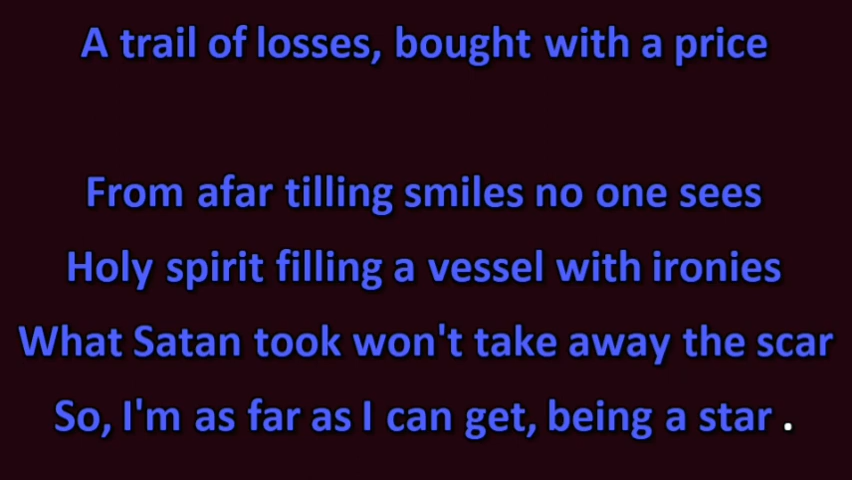 A trail of losses, bought with a price
From afar tilling smiles no one sees
Holy spirit filling a vessel with ironies
What Satan took won't take away the scar
So, I'm as far as I can get, being a star .